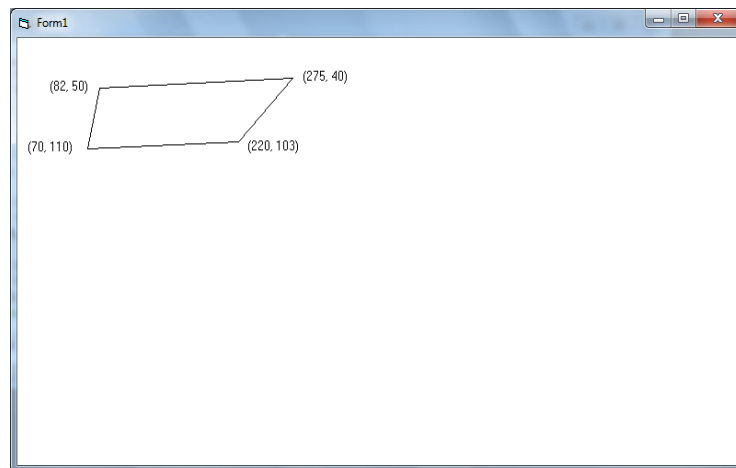 Form1
(275, 40)
(82, 50)
(70, 110)
(220, 103)